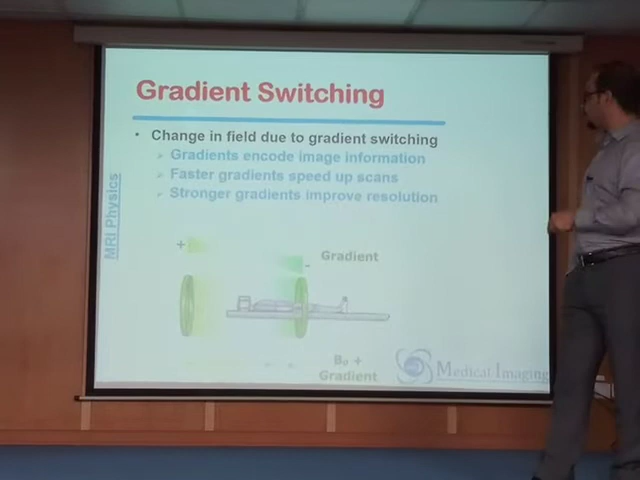 Gradient Switching
• Change in field due to gradient switching
➢ Gradients encode image information
➢ Faster gradients speed up scans
➢ Stronger gradients improve resolution
MRI Physics
+
- Gradient
B₀ +
Gradient
Medical Imaging